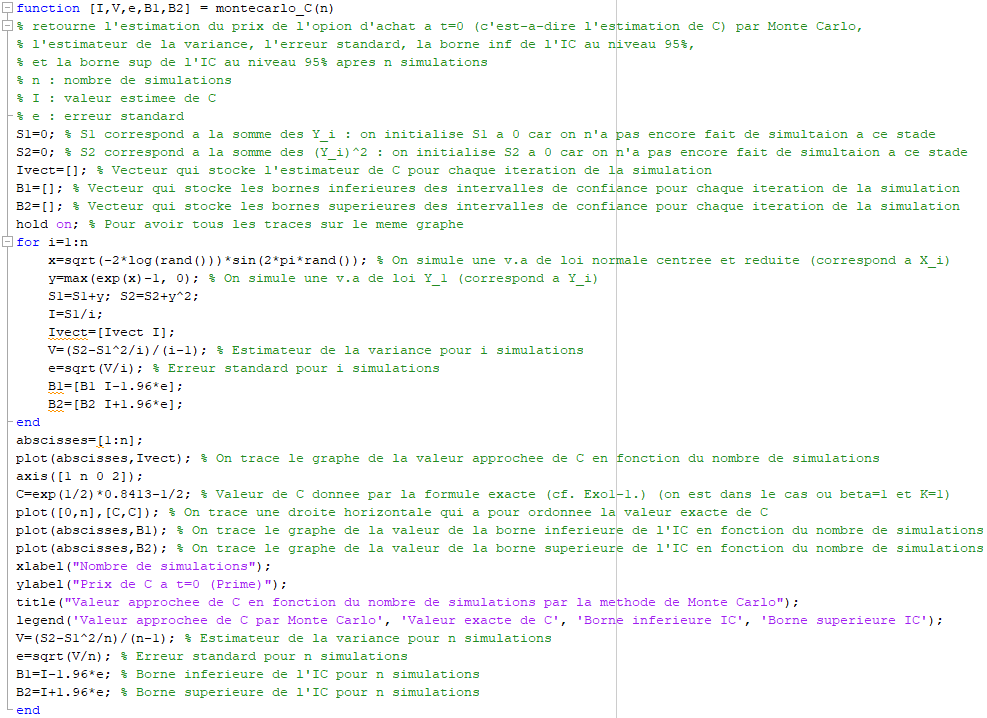 function [I,V,e,B1,B2] = montecarlo_C(n)
% retourne l'estimation du prix de l'opion d'achat a t=0 (c'est-a-dire l'estimation de C) par Monte Carlo,
% l'estimateur de la variance, l'erreur standard, la borne inf de l'IC au niveau 95%,
% et la borne sup de l'IC au niveau 95% apres n simulations
% n : nombre de simulations
% I : valeur estimee de C
% e : erreur standard
S1=0; % S1 correspond a la somme des Y_i : on initialise S1 a 0 car on n'a pas encore fait de simultaion a ce stade
S2=0; % S2 correspond a la somme des (Y_i)^2 : on initialise S2 a 0 car on n'a pas encore fait de simultaion a ce stade
Ivect=[]; % Vecteur qui stocke l'estimateur de C pour chaque iteration de la simulation
B1=[]; % Vecteur qui stocke les bornes inferieures des intervalles de confiance pour chaque iteration de la simulation
B2=[]; % Vecteur qui stocke les bornes superieures des intervalles de confiance pour chaque iteration de la simulation
hold on; % Pour avoir tous les traces sur le meme graphe
for i=1:n
    x=sqrt(-2*log(rand()))*sin(2*pi*rand()); % On simule une v.a de loi normale centree et reduite (correspond a X_i)
    y=max(exp(x)-1, 0); % On simule une v.a de loi Y_1 (correspond a Y_i)
    S1=S1+y; S2=S2+y^2;
    I=S1/i;
    Ivect=[Ivect I];
    V=(S2-S1^2/i)/(i-1); % Estimateur de la variance pour i simulations
    e=sqrt(V/i); % Erreur standard pour i simulations
    B1=[B1 I-1.96*e];
    B2=[B2 I+1.96*e];
end
abscisses=[1:n];
plot(abscisses,Ivect); % On trace le graphe de la valeur approchee de C en fonction du nombre de simulations
axis([1 n 0 2]);
C=exp(1/2)*0.8413-1/2; % Valeur de C donnee par la formule exacte (cf. Exo1-1.) (on est dans le cas ou beta=1 et K=1)
plot([0,n],[C,C]); % On trace une droite horizontale qui a pour ordonnee la valeur exacte de C
plot(abscisses,B1); % On trace le graphe de la valeur de la borne inferieure de l'IC en fonction du nombre de simulations
plot(abscisses,B2); % On trace le graphe de la valeur de la borne superieure de l'IC en fonction du nombre de simulations
xlabel("Nombre de simulations");
ylabel("Prix de C a t=0 (Prime)");
title("Valeur approchee de C en fonction du nombre de simulations par la methode de Monte Carlo");
legend('Valeur approchee de C par Monte Carlo', 'Valeur exacte de C', 'Borne inferieure IC', 'Borne superieure IC');
V=(S2-S1^2/n)/(n-1); % Estimateur de la variance pour n simulations
e=sqrt(V/n); % Erreur standard pour n simulations
B1=I-1.96*e; % Borne inferieure de l'IC pour n simulations
B2=I+1.96*e; % Borne superieure de l'IC pour n simulations
end